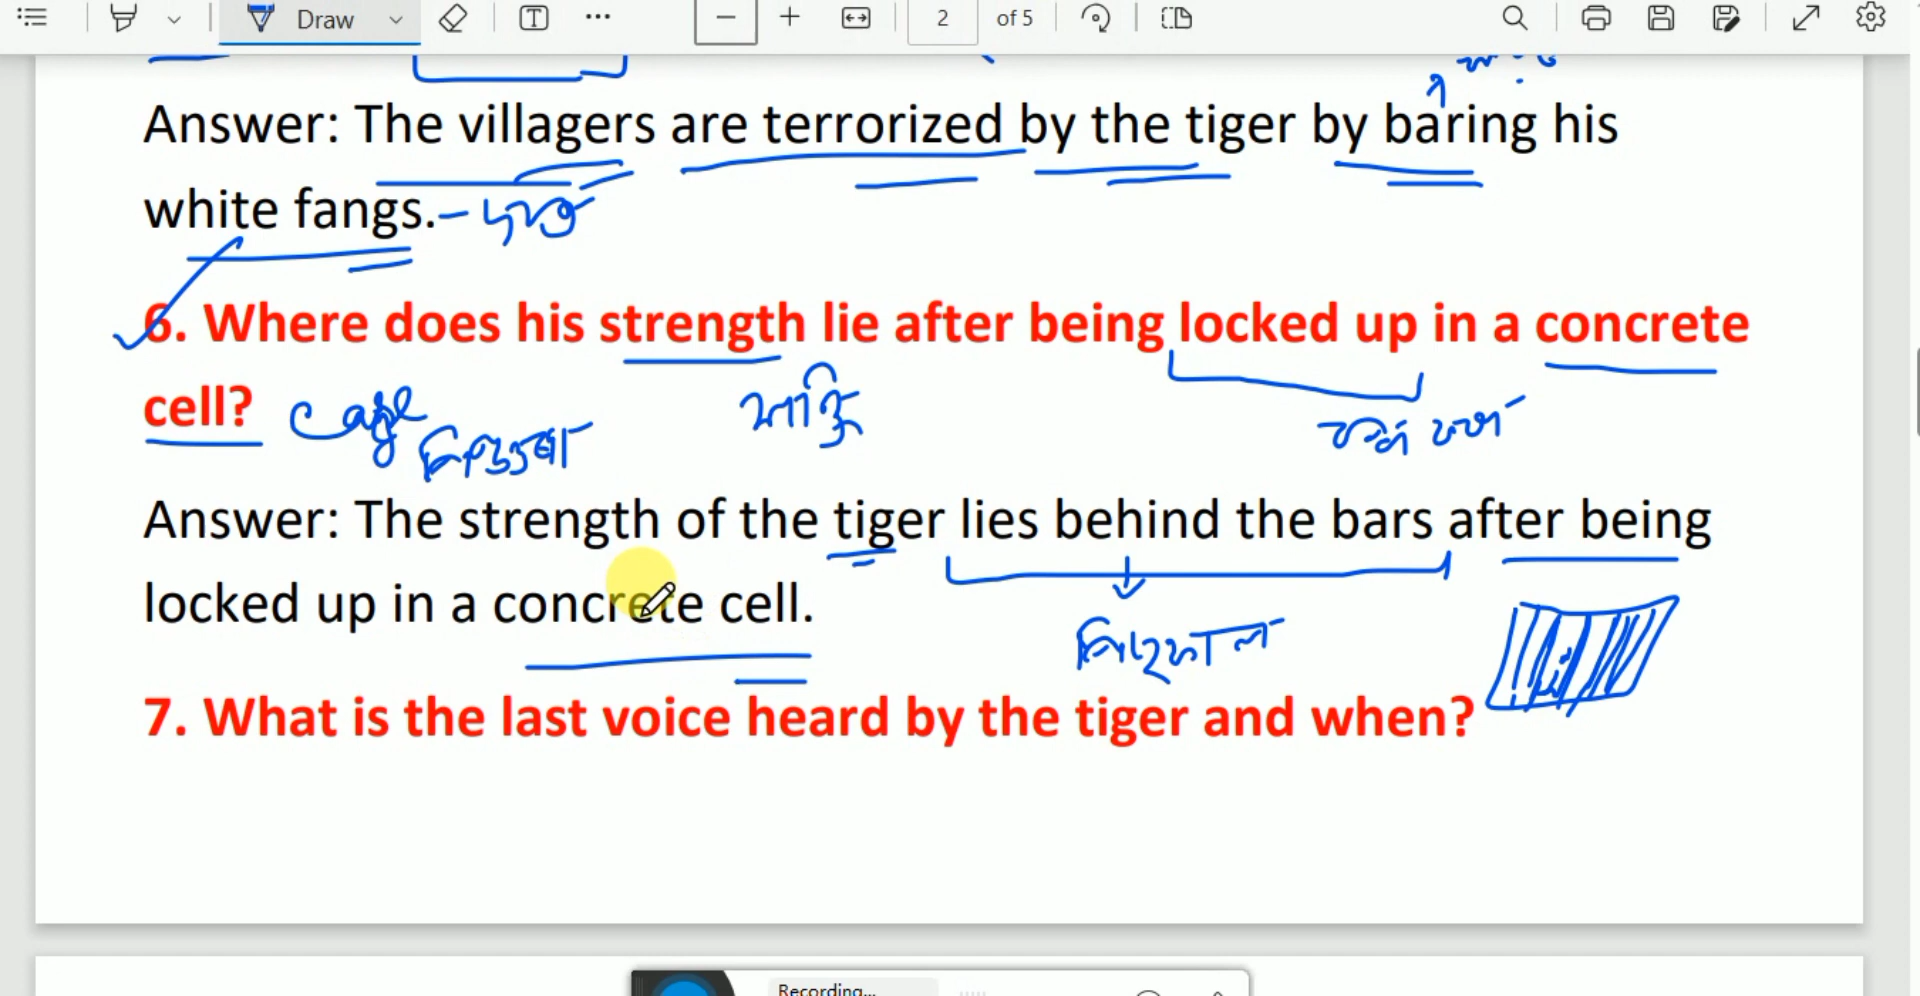 Draw 2 of 5
Answer: The villagers are terrorized by the tiger by baring his
white fangs.
6. Where does his strength lie after being locked up in a concrete
cell? Cage
Answer: The strength of the tiger lies behind the bars after being
locked up in a concrete cell.
7. What is the last voice heard by the tiger and when?
Recording...